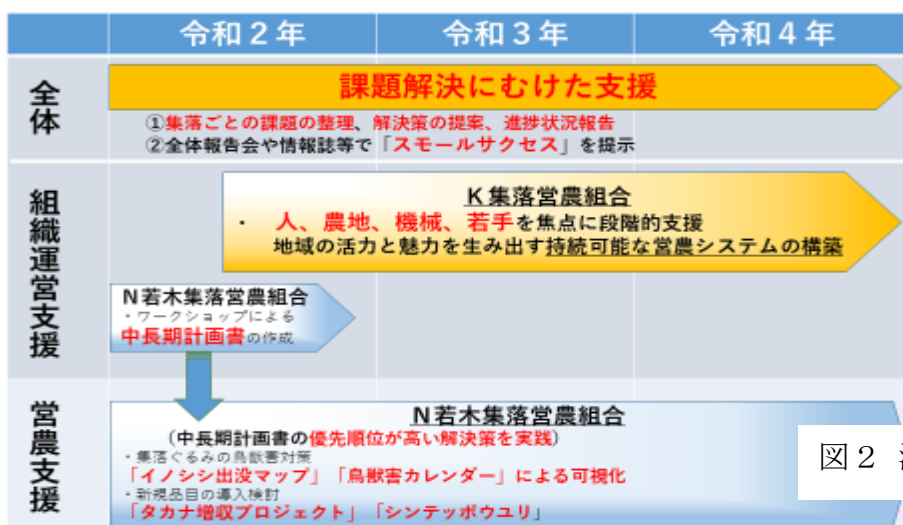 令和２年 令和３年 令和４年
全体
課題解決にむけた支援
①集落ごとの課題の整理、解決策の提案、進捗状況報告
②全体報告会や情報誌等で「スモールサクセス」を提示
組織運営支援
Ｋ集落営農組合
・ 人、農地、機械、若手を焦点に段階的支援
地域の活力と魅力を生み出す持続可能な営農システムの構築
Ｎ若木集落営農組合
・ワークショップによる
中長期計画書の作成
営農支援
Ｎ若木集落営農組合
(中長期計画書の優先順位が高い解決策を実践)
・集落ぐるみの鳥獣害対策
「イノシシ出没マップ」「鳥獣害カレンダー」による可視化
・新規品目の導入検討
「タカナ増収プロジェクト」「シンテッポウユリ」
図２